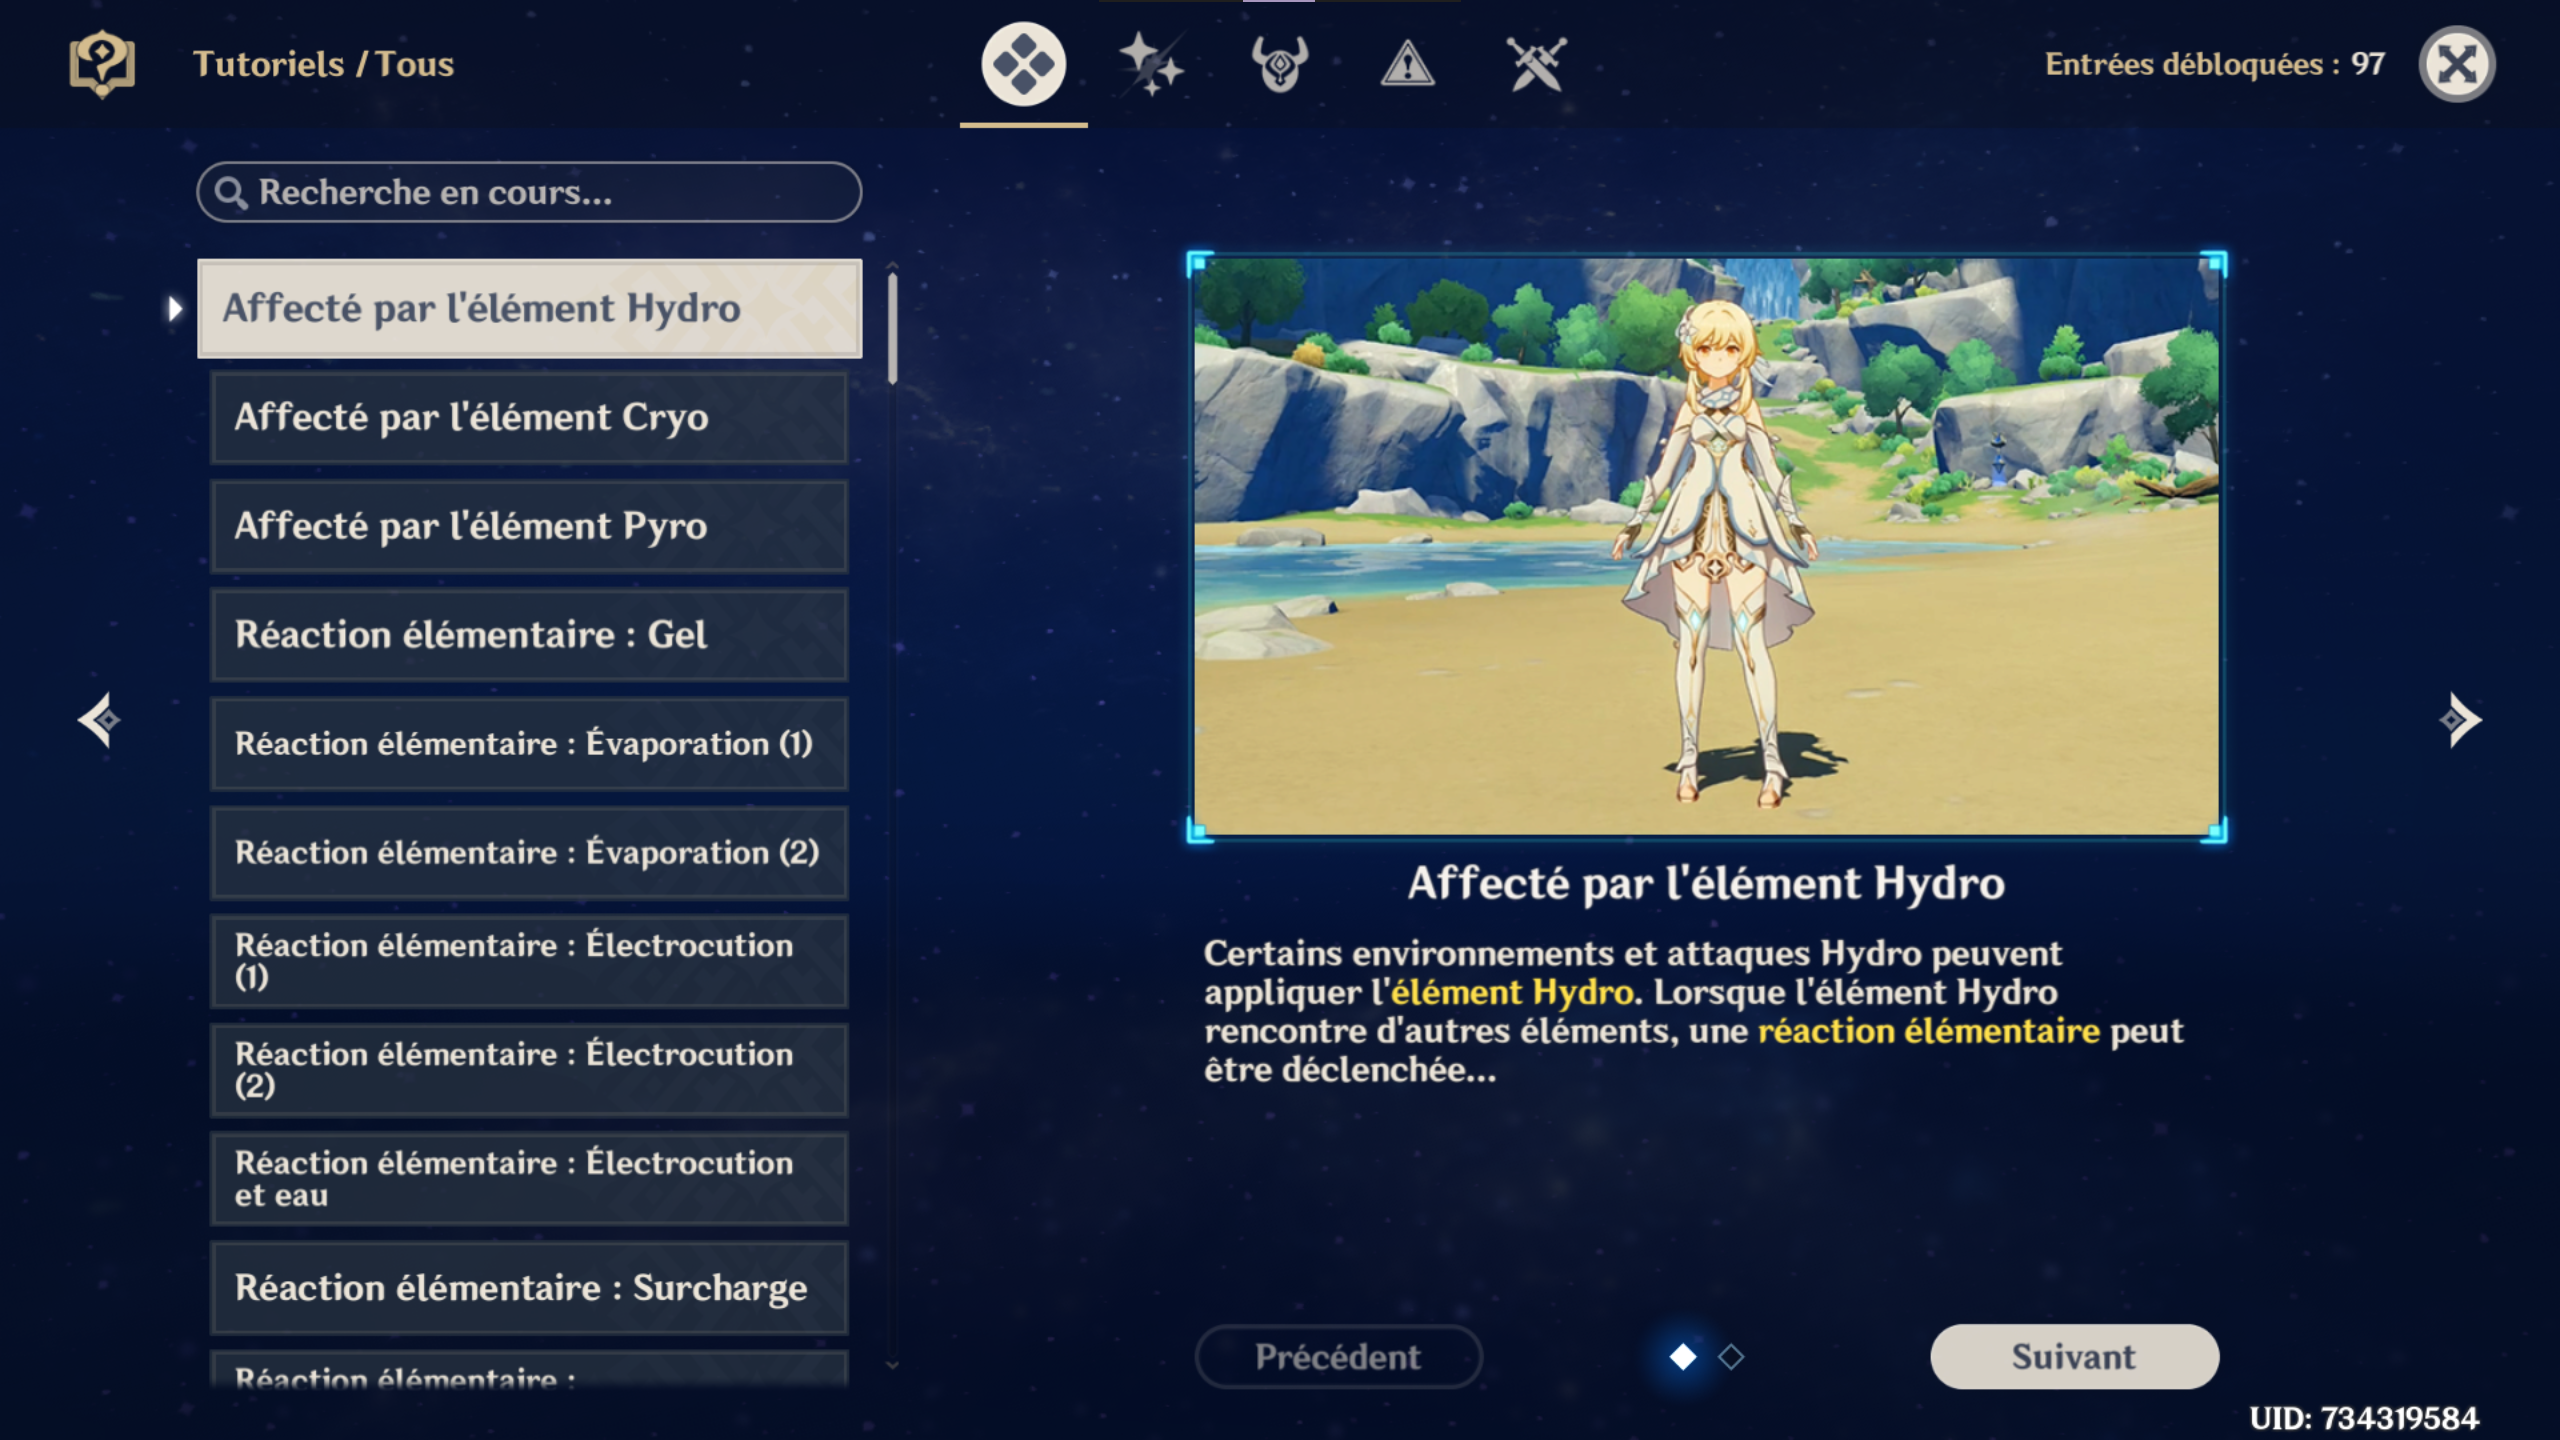 Tutoriels / Tous
Entrées débloquées : 97
Recherche en cours...
Affecté par l'élément Hydro
Affecté par l'élément Cryo
Affecté par l'élément Pyro
Réaction élémentaire : Gel
Réaction élémentaire : Évaporation (1)
Réaction élémentaire : Évaporation (2)
Réaction élémentaire : Électrocution
(1)
Réaction élémentaire : Électrocution
(2)
Réaction élémentaire : Électrocution
et eau
Réaction élémentaire : Surcharge
Réaction élémentaire :
Affecté par l'élément Hydro
Certains environnements et attaques Hydro peuvent
appliquer l'élément Hydro. Lorsque l'élément Hydro
rencontre d'autres éléments, une réaction élémentaire peut
être déclenchée...
Précédent
Suivant
UID: 734319584